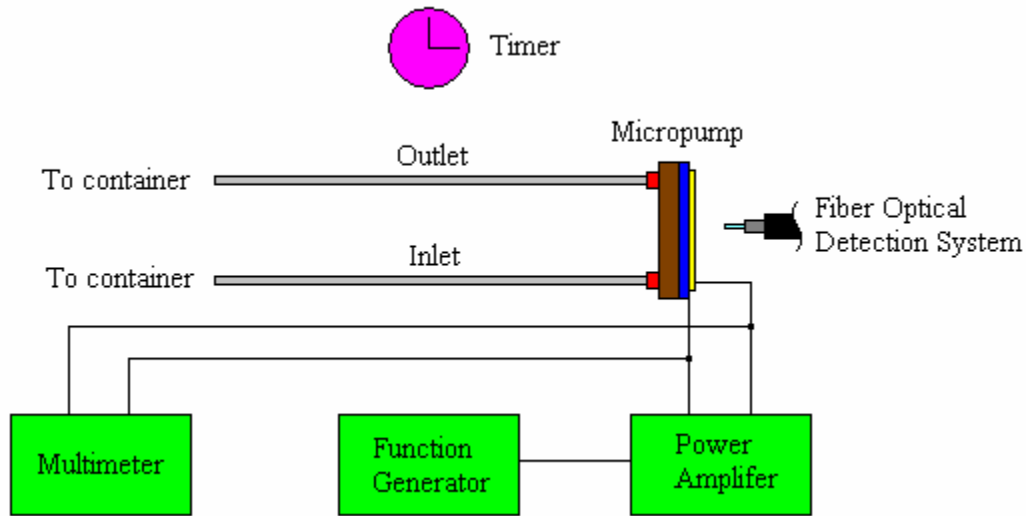 Timer
Micropump
Outlet
To container
Fiber Optical
Detection System
Inlet
To container
Multimeter
Function
Generator
Power
Amplifer